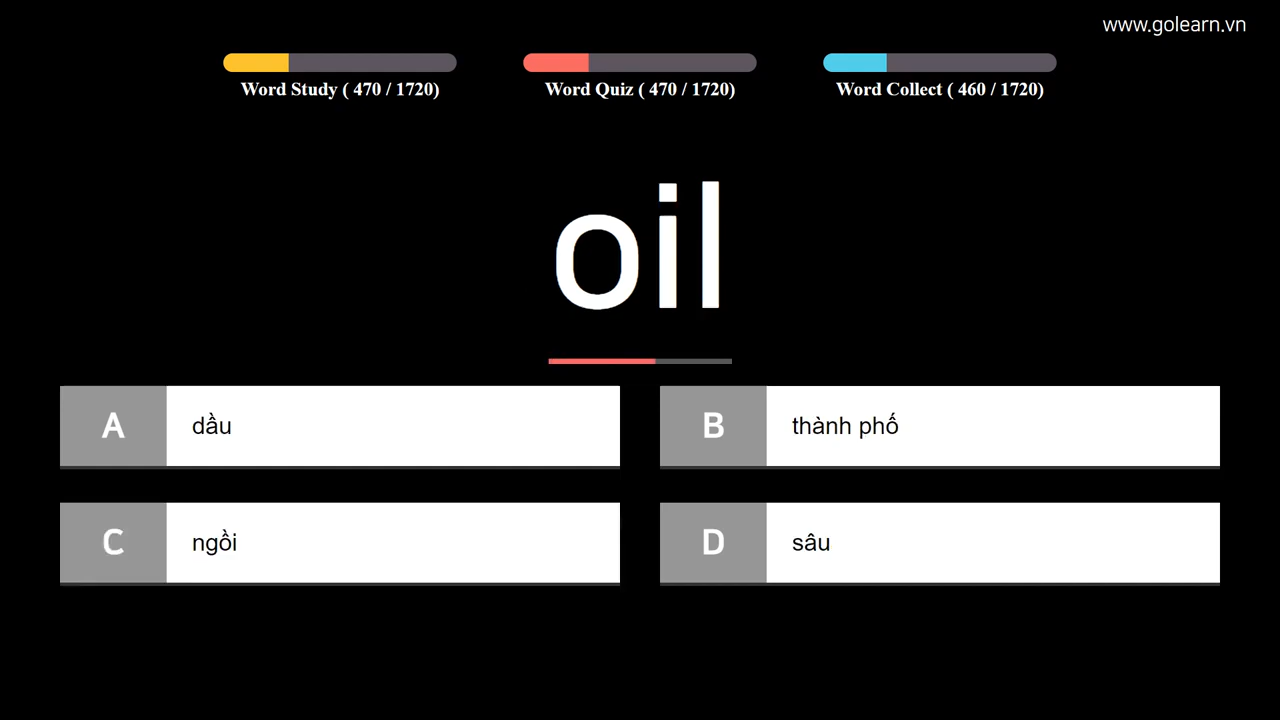 www.golearn.vn
Word Study ( 470 / 1720)
Word Quiz ( 470 / 1720)
Word Collect ( 460 / 1720)
oil
A dầu
B thành phố
C ngồi
D sâu